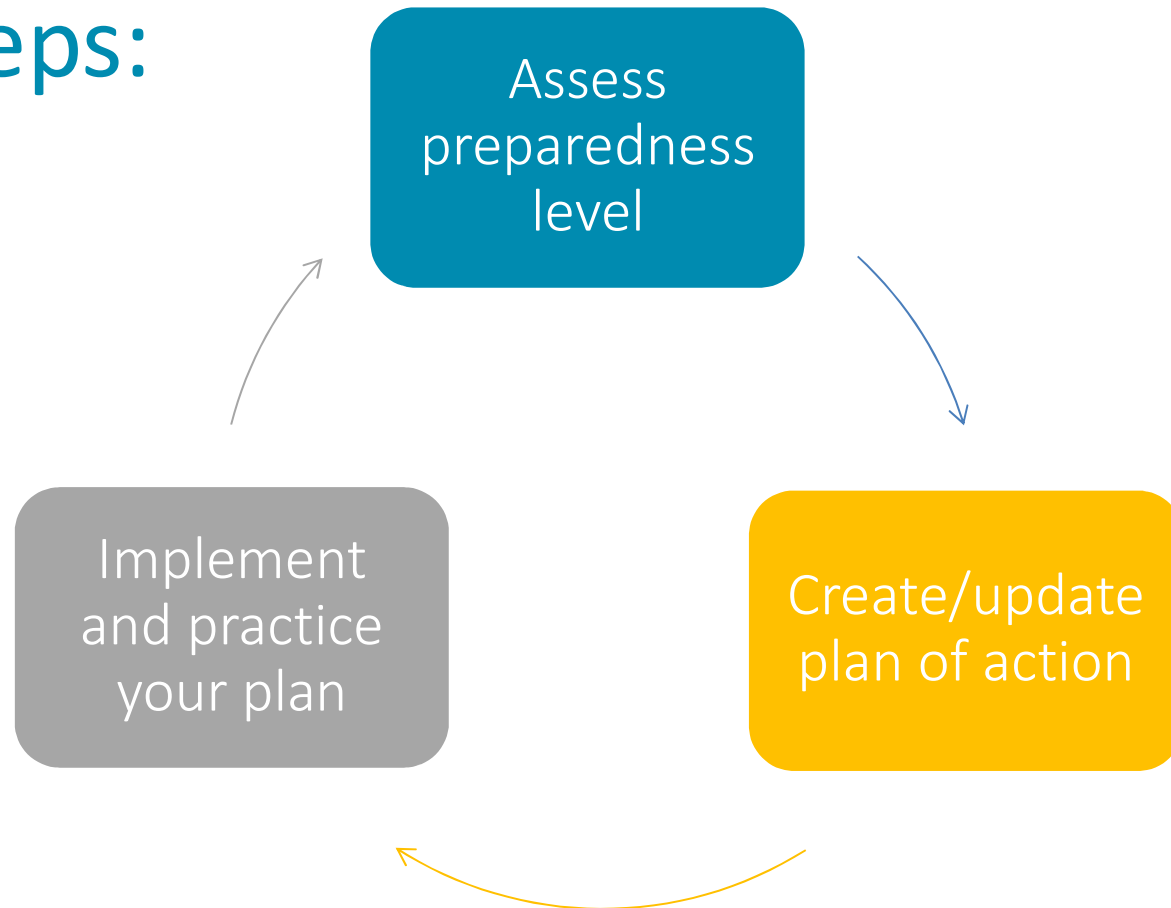 eps:
Assess
preparedness
level
Implement
and practice
your plan
Create/update
plan of action